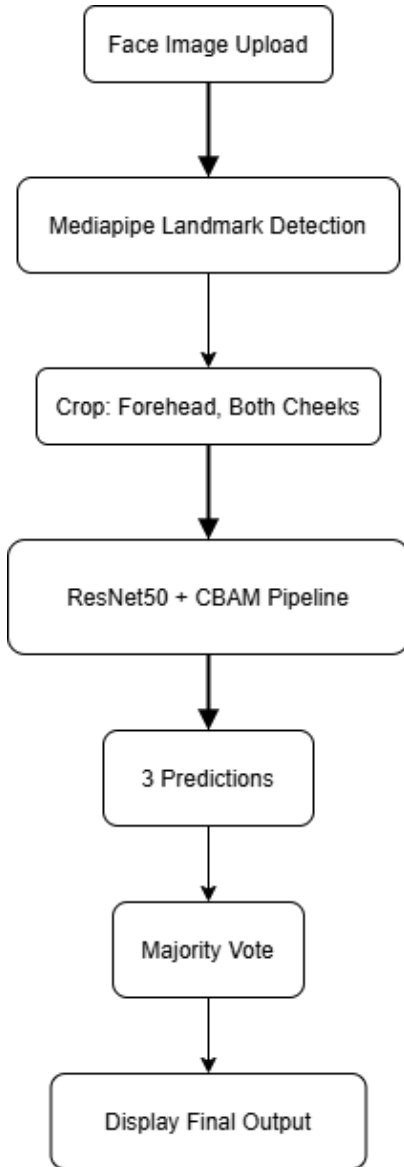 Face Image Upload
Mediapipe Landmark Detection
Crop: Forehead, Both Cheeks
ResNet50 + CBAM Pipeline
3 Predictions
Majority Vote
Display Final Output